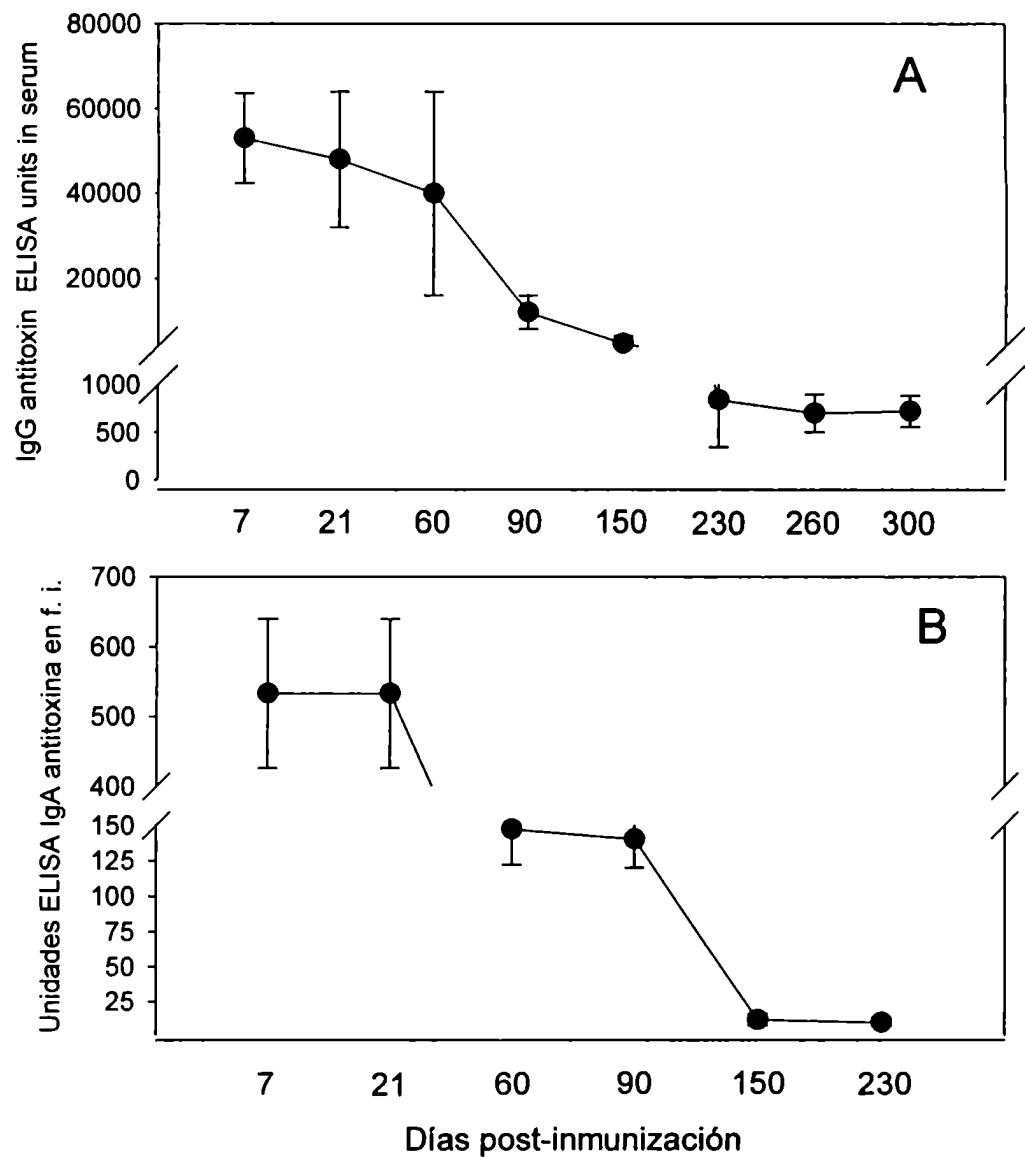 A
IgG antitoxin ELISA units in serum
80000
60000
40000
20000
1000
500
0
7 21 60 90 150 230 260 300
B
Unidades ELISA IgA antitoxina en f. i.
700
600
500
400
150
125
100
75
50
25
7 21 60 90 150 230
Días post-inmunización